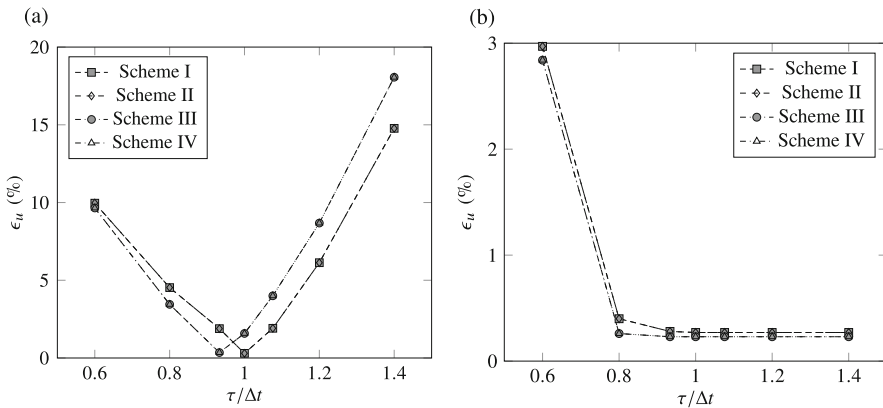 (a)
20
15
10
5
0
ϵu (%)
Scheme I
Scheme II
Scheme III
Scheme IV
0.6 0.8 1 1.2 1.4
τ/Δt
(b)
3
2
1
0
ϵu (%)
Scheme I
Scheme II
Scheme III
Scheme IV
0.6 0.8 1 1.2 1.4
τ/Δt